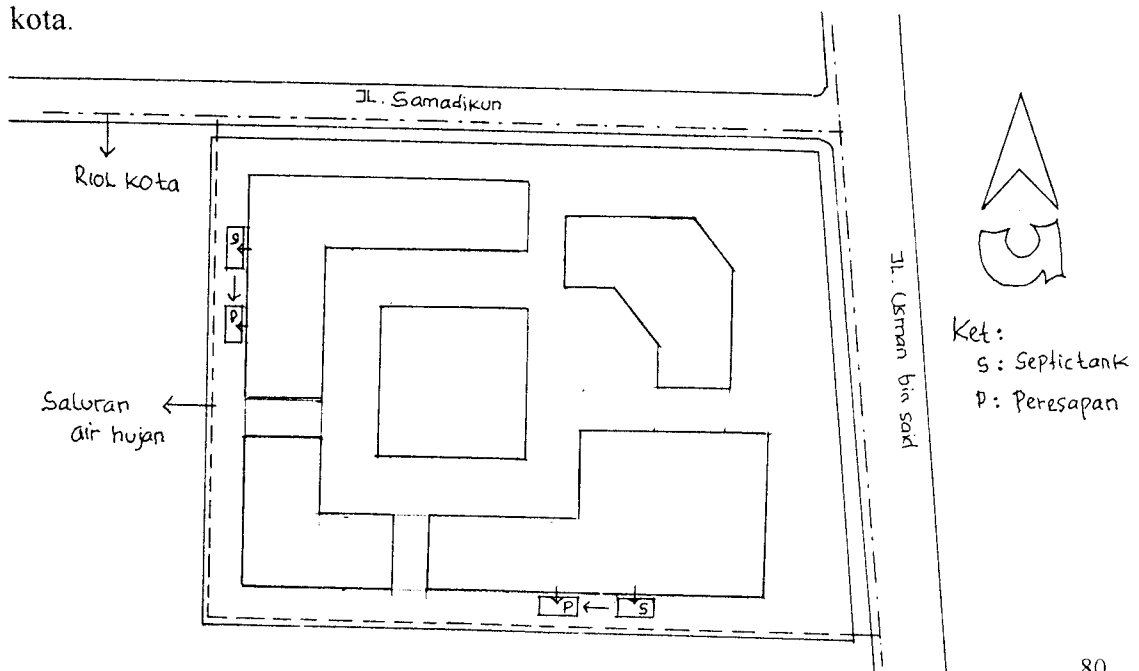 kota.
JL. Samadikun
Riol kota
S
P
Saluran
air hujan
JL. Usman bin said
Ket:
S: Septictank
P: Peresapan
P
S
80